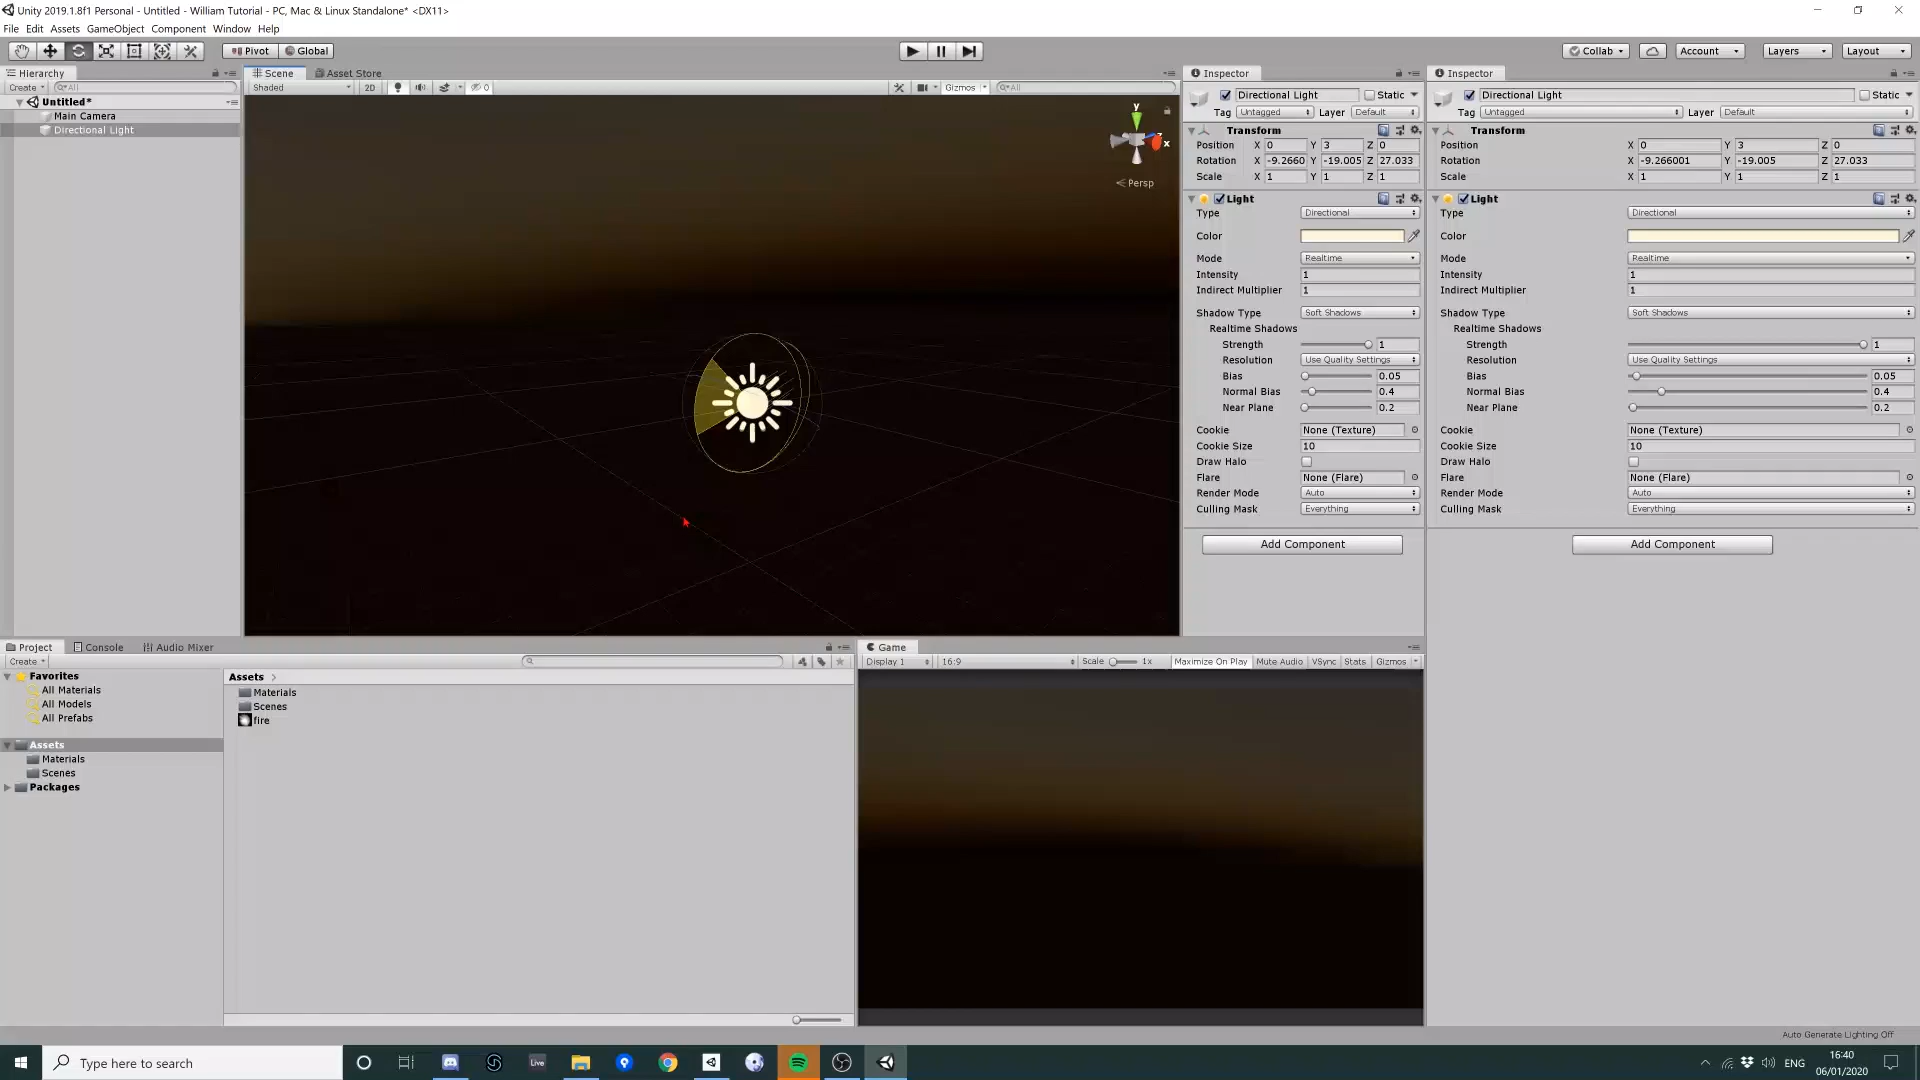 Unity 2019.1.8f1 Personal - Untitled - William Tutorial - PC, Mac & Linux Standalone* <DX11>
File Edit Assets GameObject Component Window Help
Pivot Global Collab Account Layers Layout
Hierarchy
Create All
Untitled*
Main Camera
Directional Light
Scene Asset Store
Shaded 2D 0 Gizmos All
y
x
Persp
Inspector
Directional Light Static
Tag Untagged Layer Default
Transform
Position X 0 Y 3 Z 0
Rotation X -9.2660 Y -19.005 Z 27.033
Scale X 1 Y 1 Z 1
Light
Type Directional
Color
Mode Realtime
Intensity 1
Indirect Multiplier 1
Shadow Type Soft Shadows
Realtime Shadows
Strength 1
Resolution Use Quality Settings
Bias 0.05
Normal Bias 0.4
Near Plane 0.2
Cookie None (Texture)
Cookie Size 10
Draw Halo
Flare None (Flare)
Render Mode Auto
Culling Mask Everything
Add Component
Inspector
Directional Light Static
Tag Untagged Layer Default
Transform
Position X 0 Y 3 Z 0
Rotation X -9.266001 Y -19.005 Z 27.033
Scale X 1 Y 1 Z 1
Light
Type Directional
Color
Mode Realtime
Intensity 1
Indirect Multiplier 1
Shadow Type Soft Shadows
Realtime Shadows
Strength 1
Resolution Use Quality Settings
Bias 0.05
Normal Bias 0.4
Near Plane 0.2
Cookie None (Texture)
Cookie Size 10
Draw Halo
Flare None (Flare)
Render Mode Auto
Culling Mask Everything
Add Component
Project Console Audio Mixer
Create
Favorites
All Materials
All Models
All Prefabs
Assets
Materials
Scenes
Packages
Assets
Materials
Scenes
fire
Game
Display 1 16:9 Scale 1x Maximize On Play Mute Audio VSync Stats Gizmos
Auto Generate Lighting Off
Type here to search
Live
ENG
16:40
06/01/2020